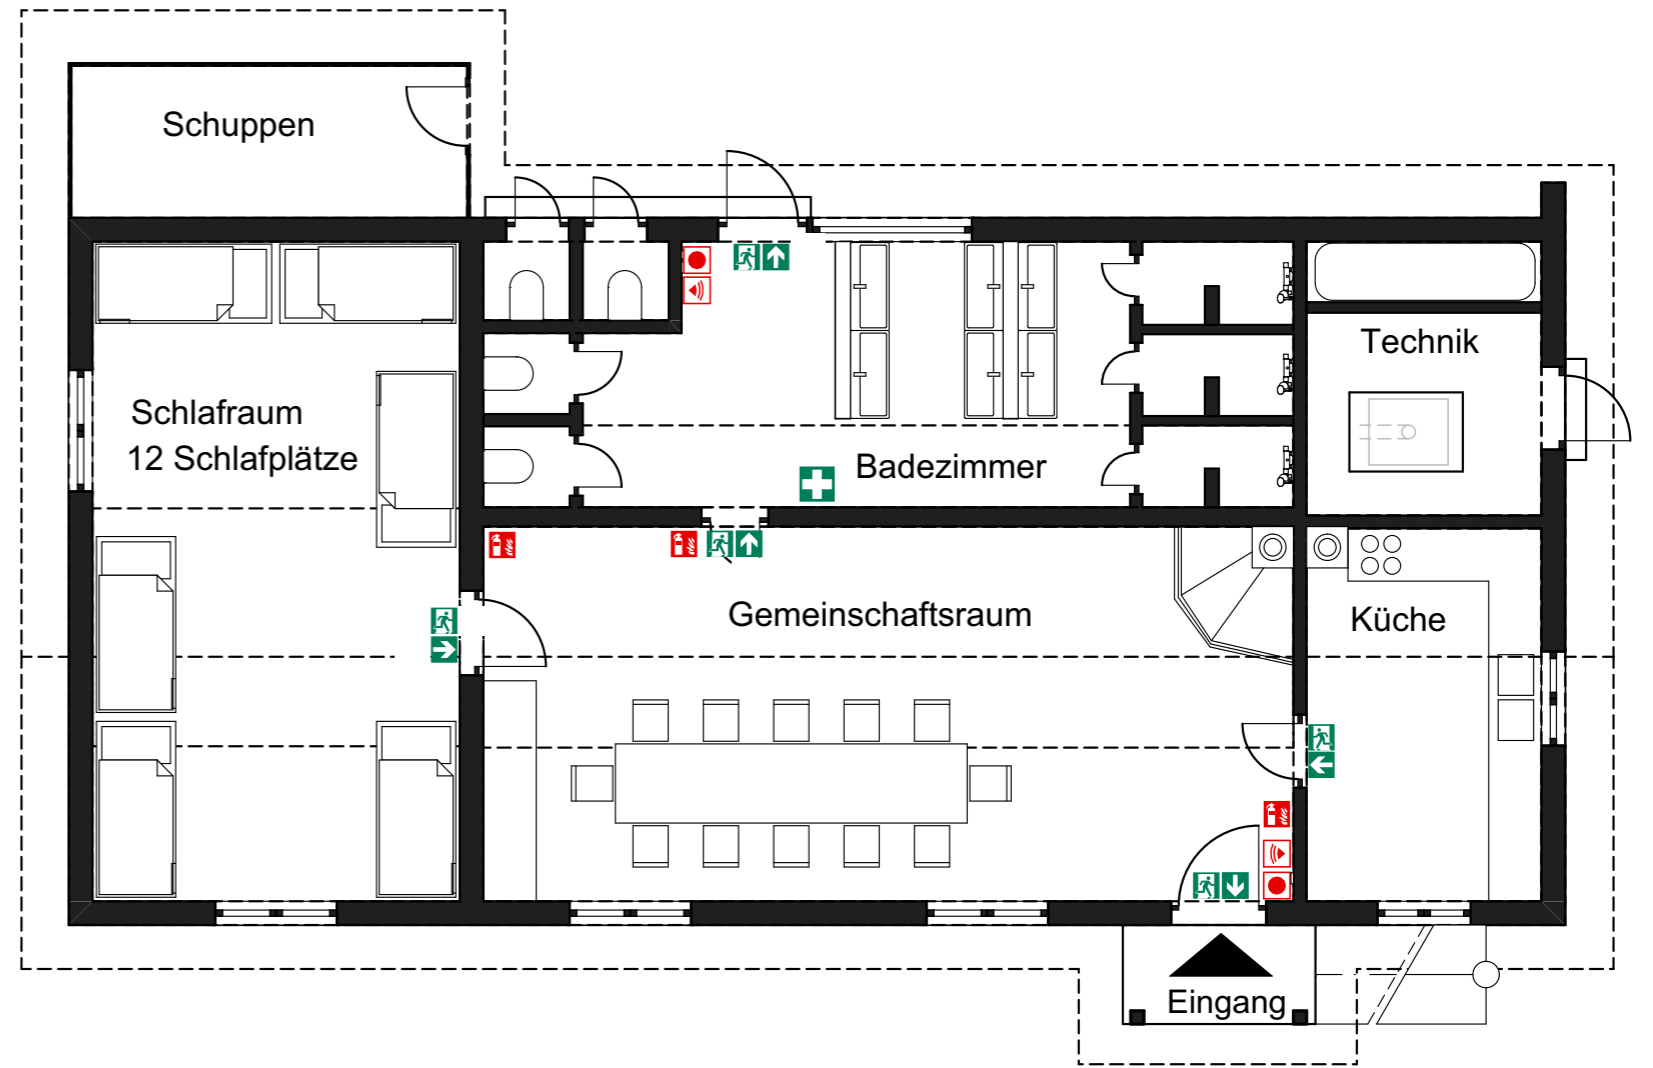 Schuppen
Technik
Schlafraum
12 Schlafplätze
Badezimmer
Gemeinschaftsraum
Küche
Eingang